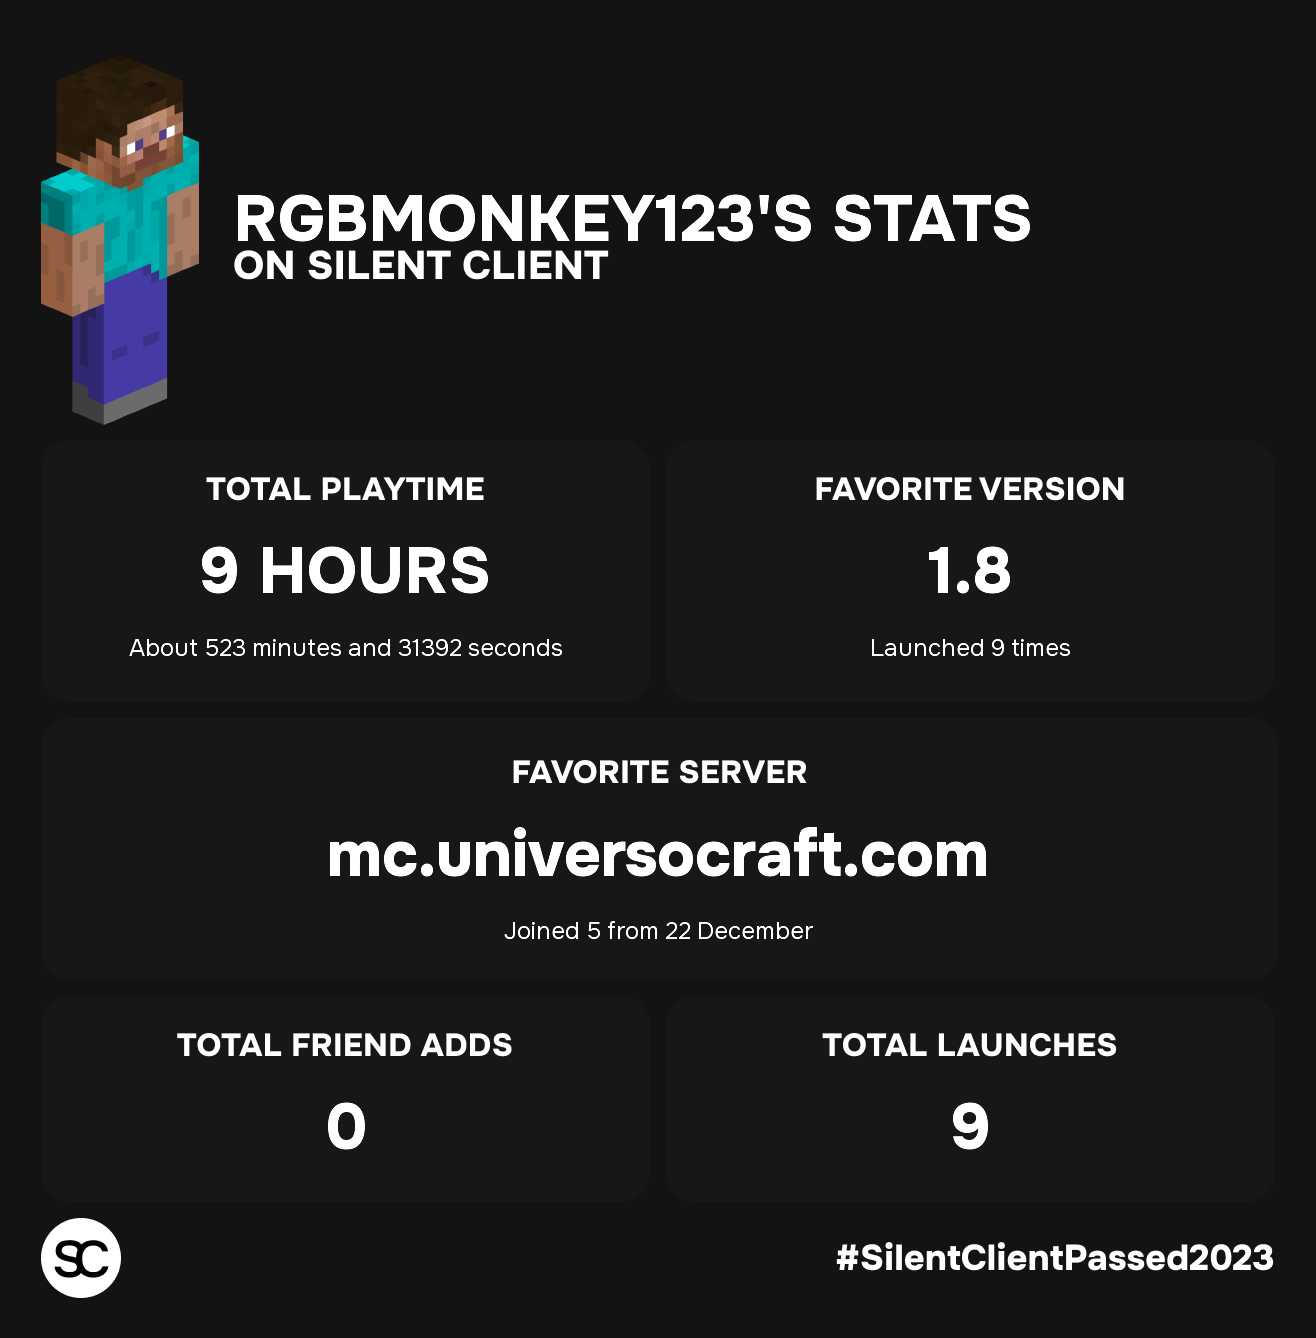 RGBMONKEY123'S STATS
ON SILENT CLIENT
TOTAL PLAYTIME
9 HOURS
About 523 minutes and 31392 seconds
FAVORITE VERSION
1.8
Launched 9 times
FAVORITE SERVER
mc.universocraft.com
Joined 5 from 22 December
TOTAL FRIEND ADDS
0
TOTAL LAUNCHES
9
SC
#SilentClientPassed2023